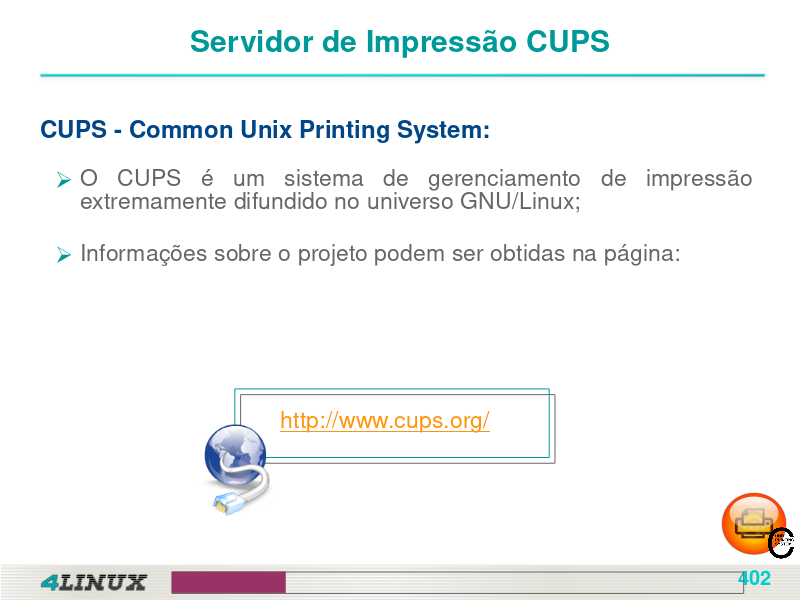 Servidor de Impressão CUPS
CUPS - Common Unix Printing System:
O CUPS é um sistema de gerenciamento de impressão
extremamente difundido no universo GNU/Linux;
Informações sobre o projeto podem ser obtidas na página:
http://www.cups.org/
4LINUX
402